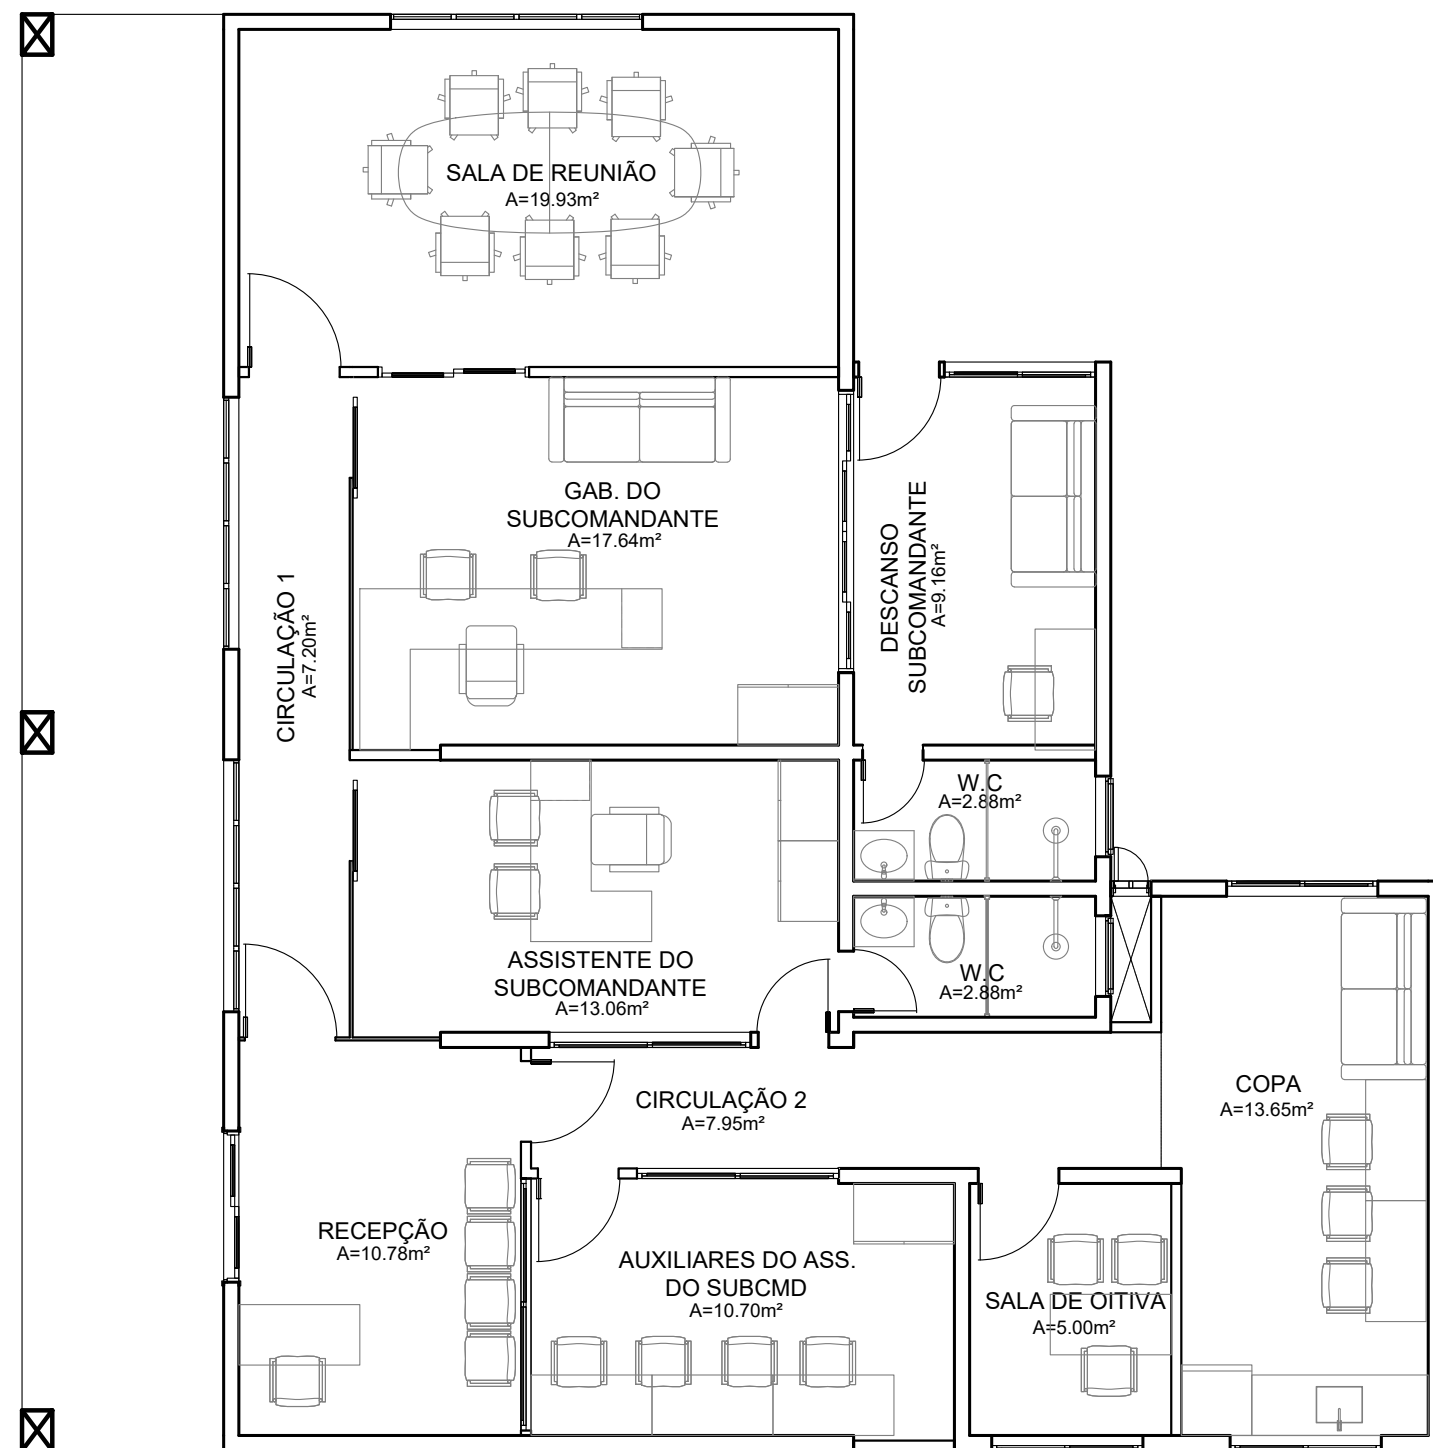 SALA DE REUNIÃO
A=19.93m²
GAB. DO
SUBCOMANDANTE
A=17.64m²
DESCANSO
SUBCOMANDANTE
A=9.16m²
CIRCULAÇÃO 1
A=7.20m²
W.C
A=2.88m²
ASSISTENTE DO
SUBCOMANDANTE
A=13.06m²
W.C
A=2.88m²
CIRCULAÇÃO 2
A=7.95m²
COPA
A=13.65m²
RECEPÇÃO
A=10.78m²
AUXILIARES DO ASS.
DO SUBCMD
A=10.70m²
SALA DE OITIVA
A=5.00m²